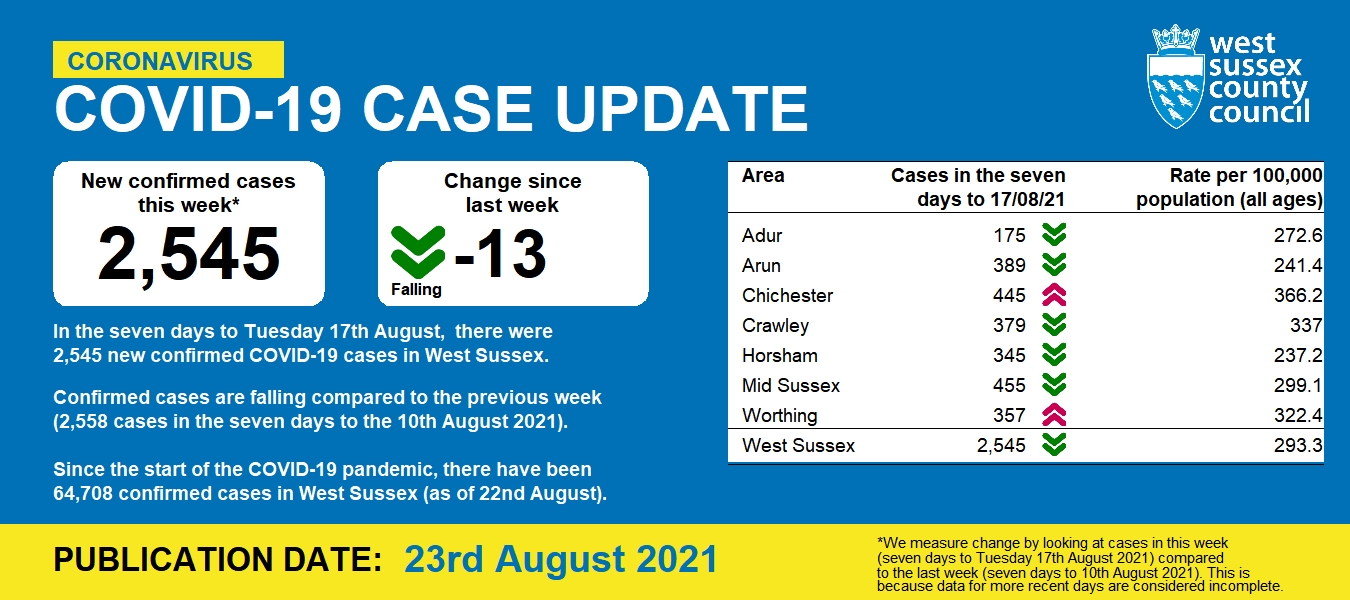 CORONAVIRUS
COVID-19 CASE UPDATE
west
sussex
county
council
New confirmed cases
this week*
2,545
Change since
last week
-13
Falling
In the seven days to Tuesday 17th August,  there were
2,545 new confirmed COVID-19 cases in West Sussex.
Confirmed cases are falling compared to the previous week
(2,558 cases in the seven days to the 10th August 2021).
Since the start of the COVID-19 pandemic, there have been
64,708 confirmed cases in West Sussex (as of 22nd August).
Area Cases in the seven Rate per 100,000
days to 17/08/21 population (all ages)
Adur 175 272.6
Arun 389 241.4
Chichester 445 366.2
Crawley 379 337
Horsham 345 237.2
Mid Sussex 455 299.1
Worthing 357 322.4
West Sussex 2,545 293.3
PUBLICATION DATE: 23rd August 2021
*We measure change by looking at cases in this week
(seven days to Tuesday 17th August 2021) compared
to the last week (seven days to 10th August 2021). This is
because data for more recent days are considered incomplete.